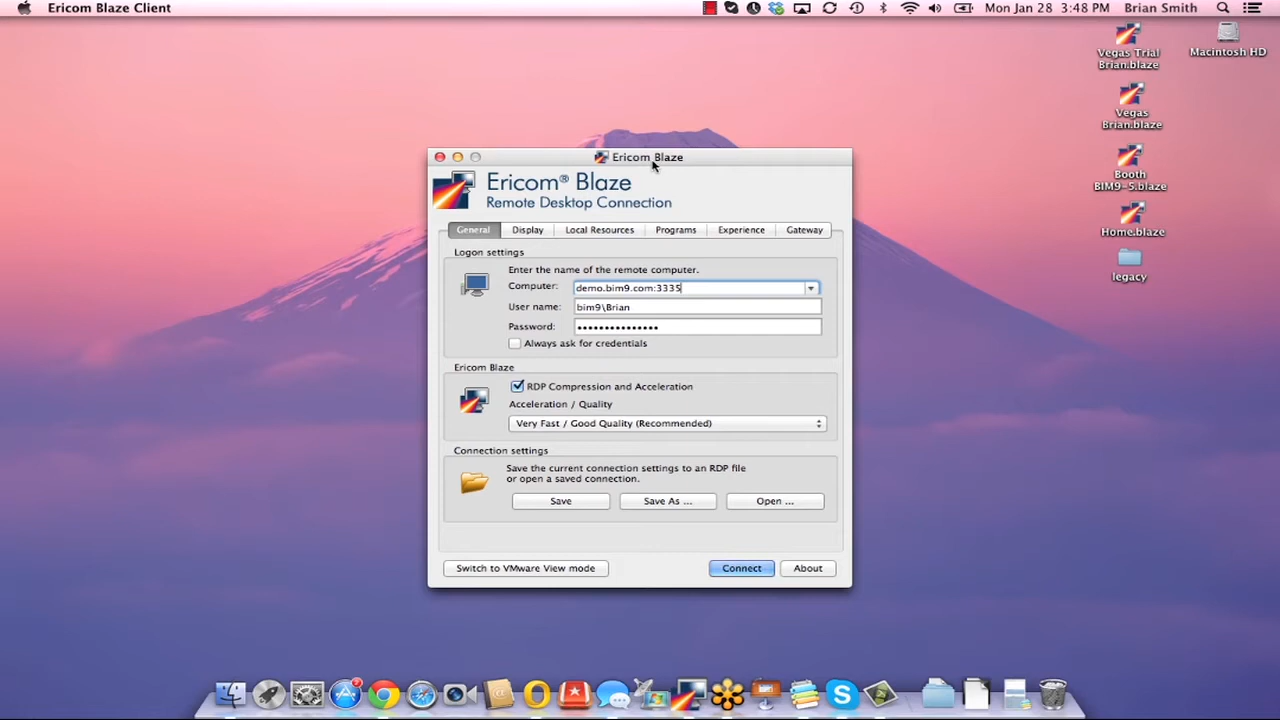 Ericom Blaze Client
Mon Jan 28 3:48 PM Brian Smith
Vegas Trial
Brian.blaze
Macintosh HD
Vegas
Brian.blaze
Booth
BIM9-S.blaze
Home.blaze
legacy
Ericom Blaze
Ericom® Blaze
Remote Desktop Connection
General Display Local Resources Programs Experience Gateway
Logon settings
Enter the name of the remote computer.
Computer: demo.bim9.com:3335
User name: bim9\Brian
Password: •••••••••••••••
Always ask for credentials
Ericom Blaze
RDP Compression and Acceleration
Acceleration / Quality
Very Fast / Good Quality (Recommended)
Connection settings
Save the current connection settings to an RDP file
or open a saved connection.
Save Save As ... Open ...
Switch to VMware View mode Connect About